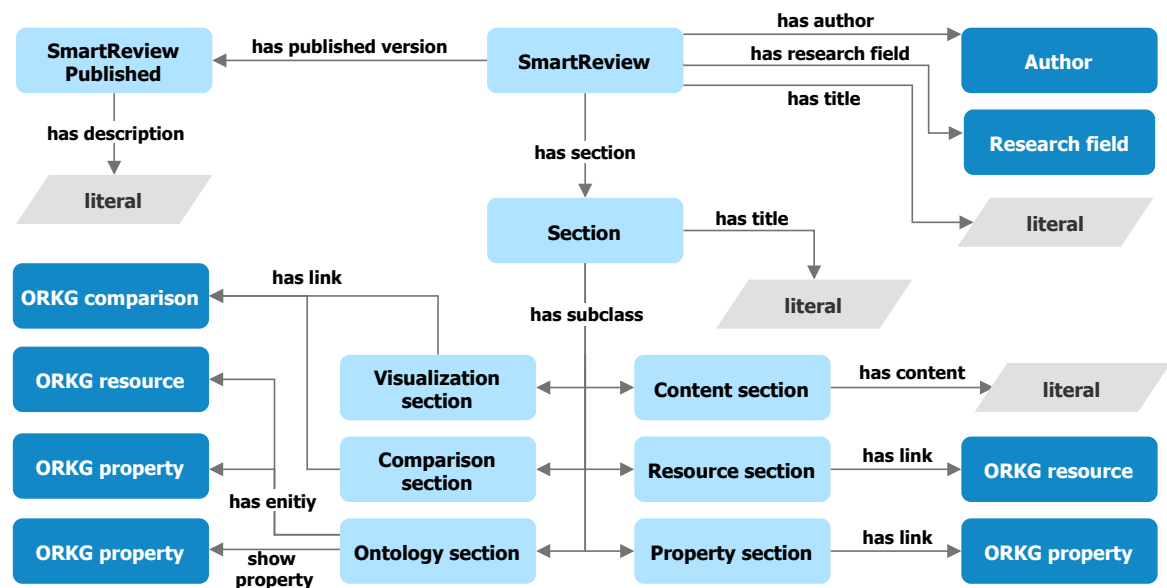 has author
SmartReview
Published
has published version
SmartReview
has research field
Author
has title
has description
Research field
has section
literal
literal
Section
has title
has link
ORKG comparison
literal
has subclass
ORKG resource
Visualization
section
Content section
has content
literal
ORKG property
Comparison
section
Resource section
has link
ORKG resource
has enitiy
ORKG property
show
property
Ontology section
Property section
has link
ORKG property